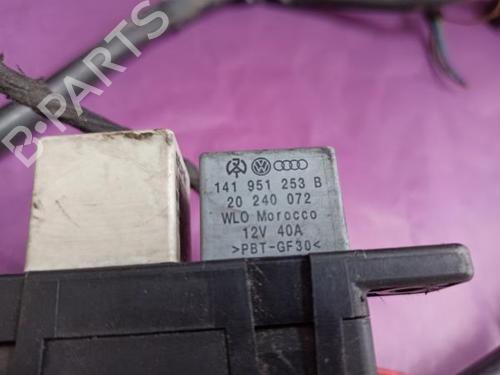 B-PARTS
141 951 253 B
20 240 072
WLO Morocco
12V 40A
>PBT-GF30<